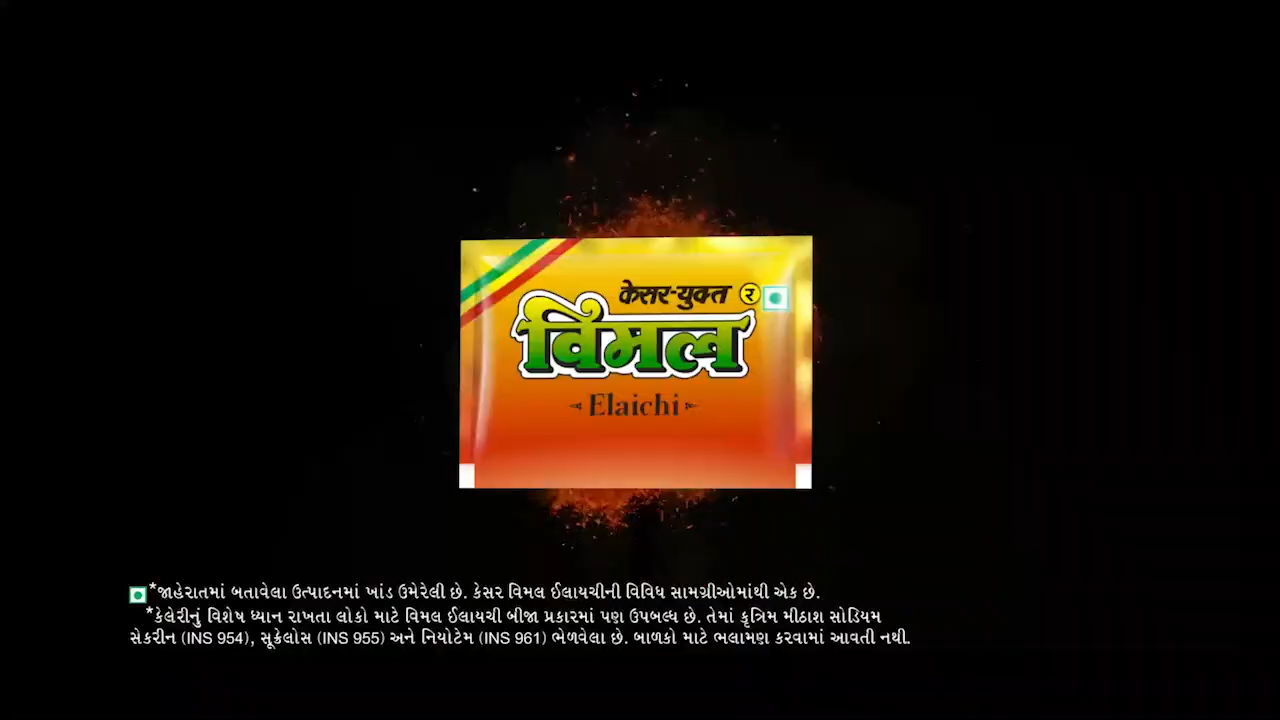 केसर-युक्त र
विमल
Elaichi
*જાહેરાતમાં બતાવેલા ઉત્પાદનમાં ખાંડ ઉમેરેલી છે. કેસર વિમલ ઈલાયચીની વિવિધ સામગ્રીઓમાંથી એક છે.
*કેલેરીનું વિશેષ ધ્યાન રાખતા લોકો માટે વિમલ ઈલાયચી બીજા પ્રકારમાં પણ ઉપબલ્ધ છે. તેમાં કૃત્રિમ મીઠાશ સોડિયમ
સેકરીન (INS 954), સૂક્રેલોસ (INS 955) અને નિયોટેમ (INS 961) ભેળવેલા છે. બાળકો માટે ભલામણ કરવામાં આવતી નથી.